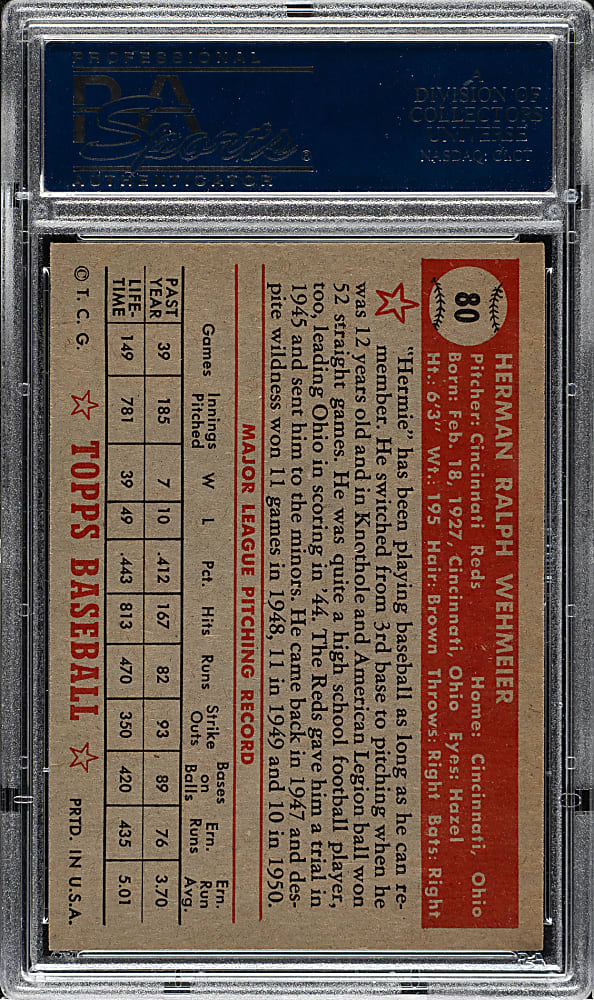 PROFESSIONAL
PSA
Sports®
AUTHENTICATOR
A
DIVISION OF
COLLECTORS
UNIVERSE
NASDAQ: CLCT
80
HERMAN RALPH WEHMEIER
Pitcher: Cincinnati Reds Home: Cincinnati, Ohio
Born: Feb. 18, 1927, Cincinnati, Ohio Eyes: Hazel
Ht.: 6'3" Wt.: 195 Hair: Brown Throws: Right Bats: Right
"Hermie" has been playing baseball as long as he can re-
member. He switched from 3rd base to pitching when he
was 12 years old and in Knothole and American Legion ball won
52 straight games. He was quite a high school football player,
too, leading Ohio in scoring in '44. The Reds gave him a trial in
1945 and sent him to the minors. He came back in 1947 and des-
pite wildness won 11 games in 1948, 11 in 1949 and 10 in 1950.
MAJOR LEAGUE PITCHING RECORD
Games Innings Pitched W L Pct. Hits Runs Strike Outs Bases on Balls Ern. Runs Ern. Run Avg.
PAST YEAR 39 185 7 10 .412 167 82 93 89 76 3.70
LIFE-TIME 149 781 39 49 .443 813 470 350 420 435 5.01
© T. C. G. TOPPS BASEBALL PRTD. IN U.S.A.